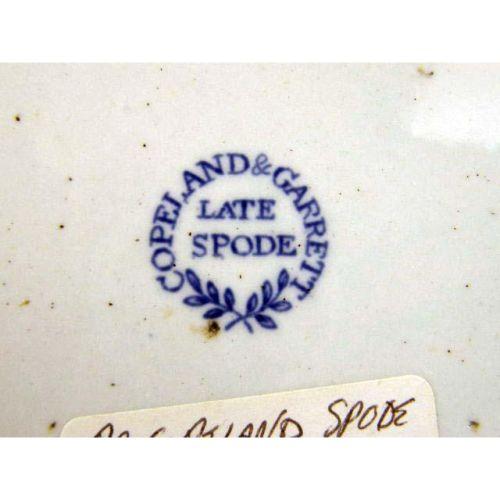 COPELAND & GARRETT
LATE
SPODE
SPODE